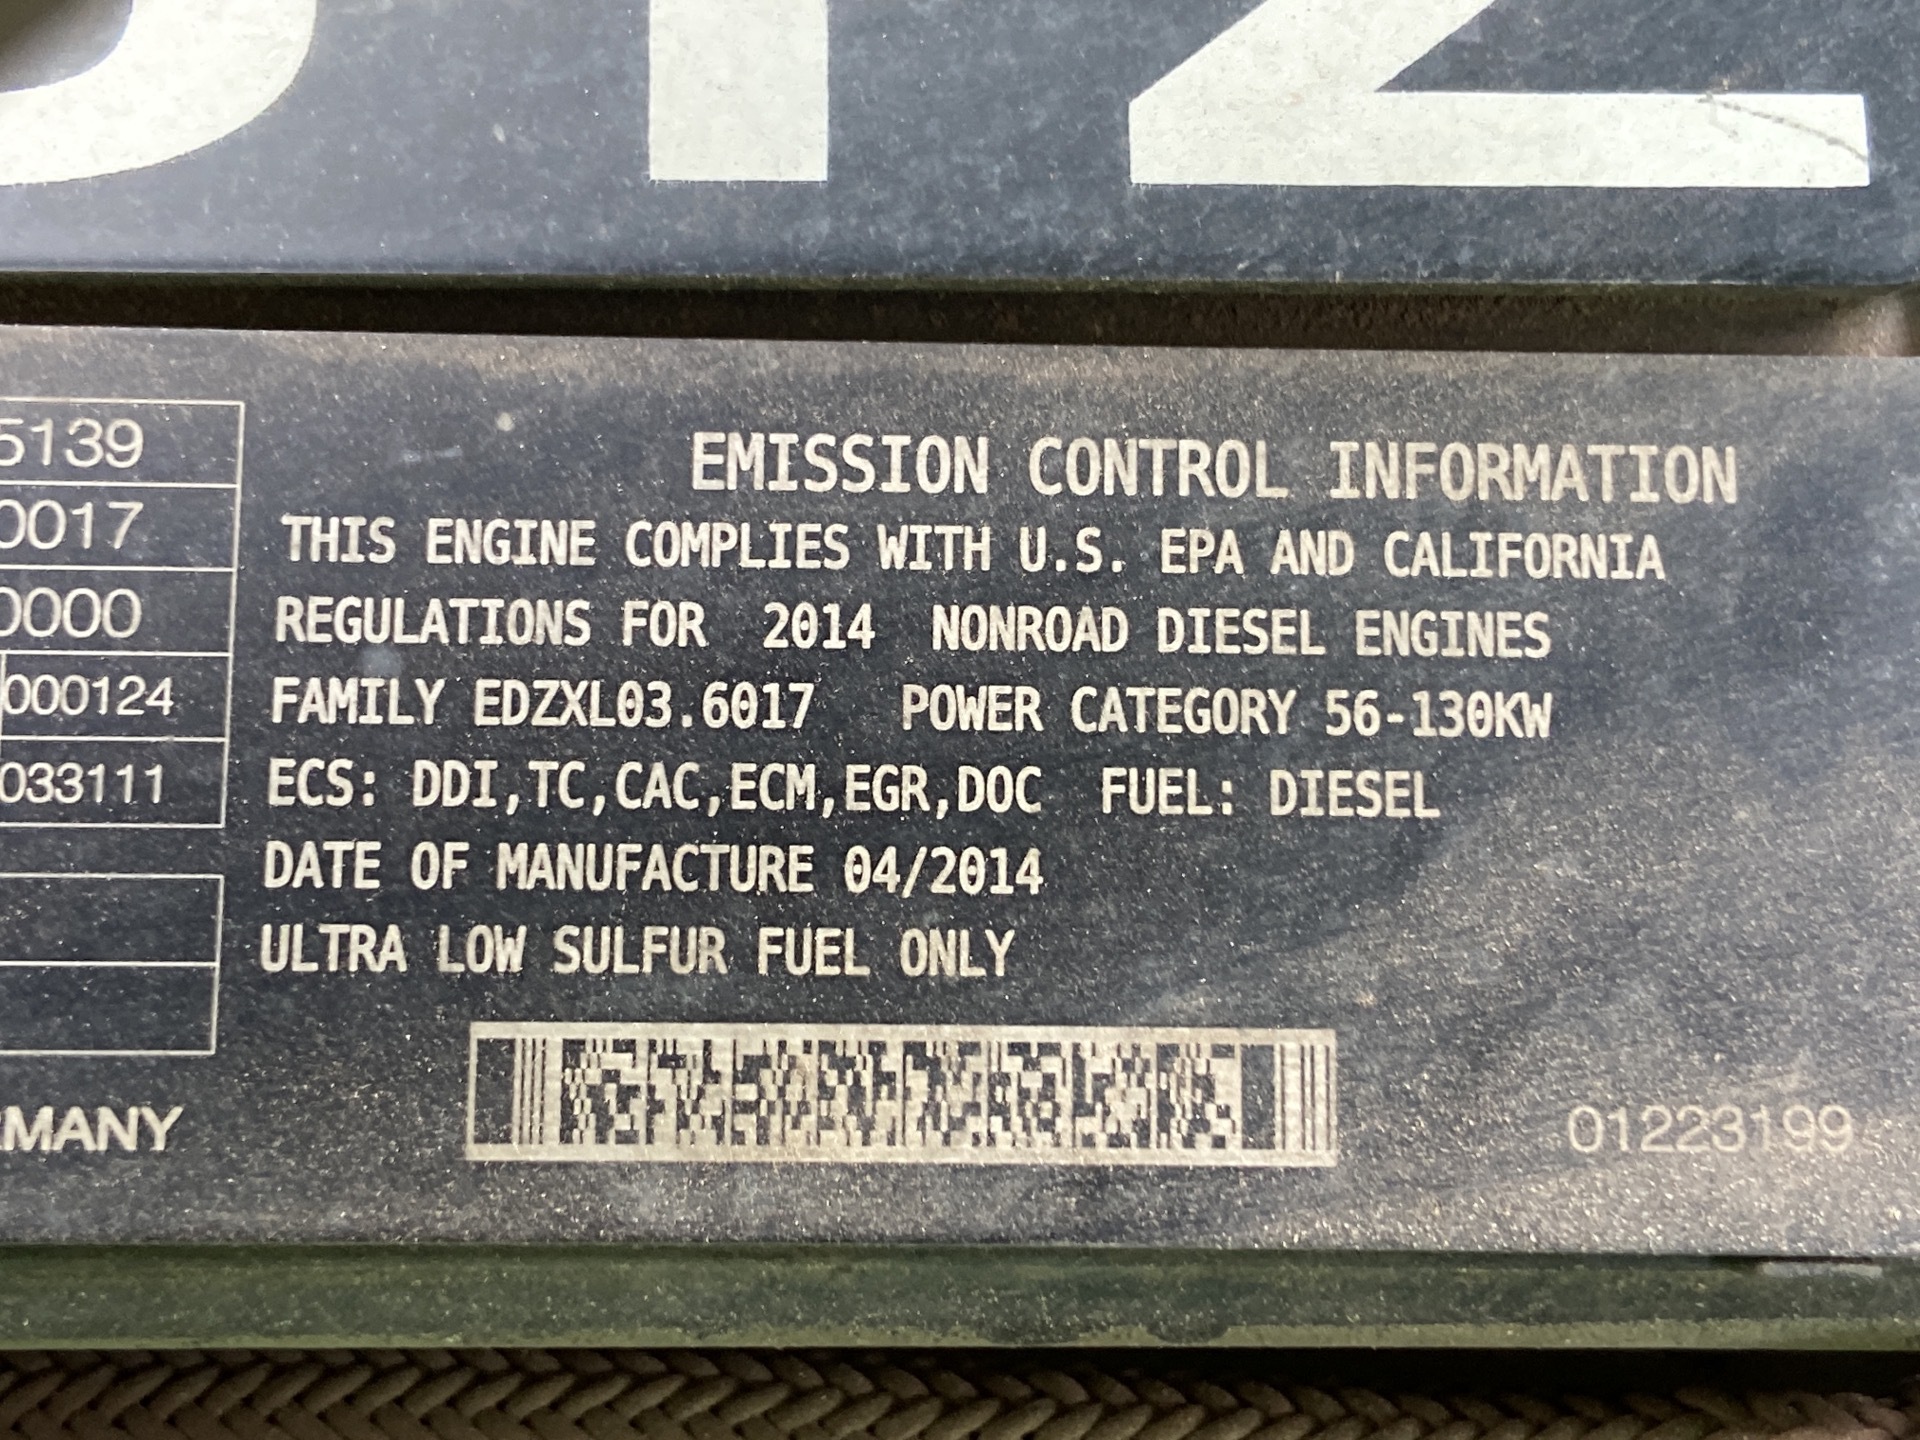 UTZ
5139
0017
0000
000124
033111
EMISSION CONTROL INFORMATION
THIS ENGINE COMPLIES WITH U.S. EPA AND CALIFORNIA
REGULATIONS FOR 2014 NONROAD DIESEL ENGINES
FAMILY EDZXL03.6017 POWER CATEGORY 56-130KW
ECS: DDI,TC,CAC,ECM,EGR,DOC FUEL: DIESEL
DATE OF MANUFACTURE 04/2014
ULTRA LOW SULFUR FUEL ONLY
RMANY
01223199